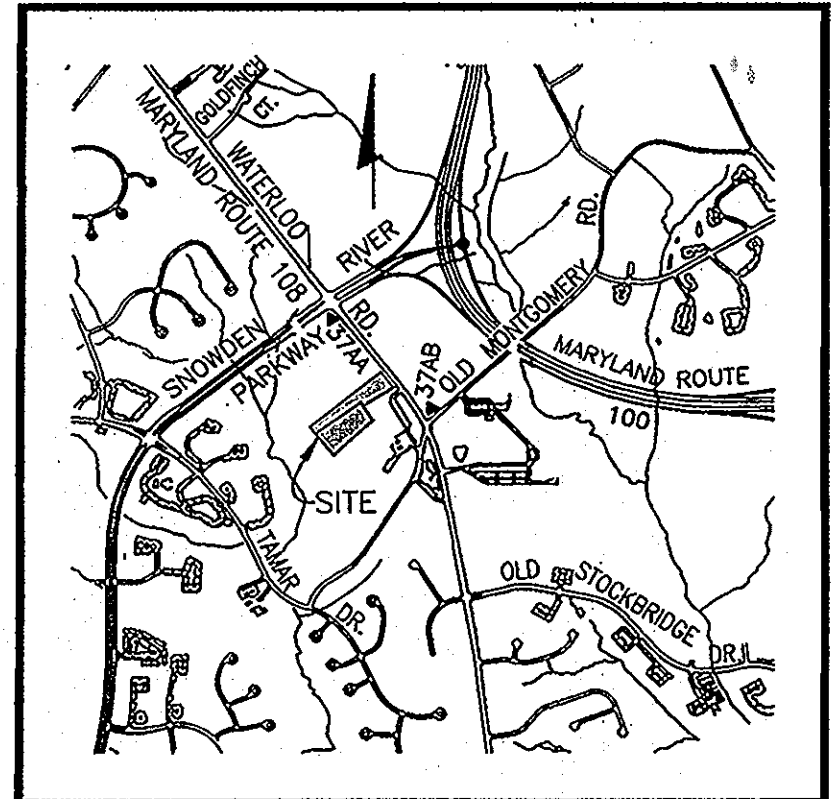 GOLDFINCH
CT.
WATERLOO
RD.
MARYLAND ROUTE 108
RIVER
SNOWDEN
PARKWAY
37AA
37AB
OLD MONTGOMERY
RD.
MARYLAND ROUTE
100
SITE
TAMAR
DR.
OLD STOCKBRIDGE
DR.